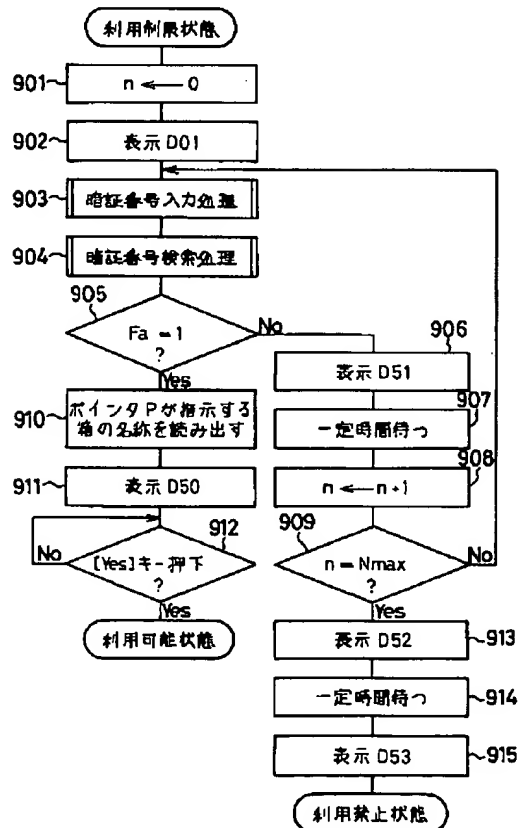 利用制限状態
901
n ← 0
902
表示 D01
903
暗証番号入力処理
904
暗証番号検索処理
905
Fa = 1
?
No
Yes
906
表示 D51
907
一定時間待つ
908
n ← n+1
909
n = Nmax
?
No
Yes
910
ポインタPが指示する
箱の名称を読み出す
911
表示 D50
912
[Yes]キー押下
?
No
Yes
利用可能状態
表示 D52
913
一定時間待つ
914
表示 D53
915
利用禁止状態